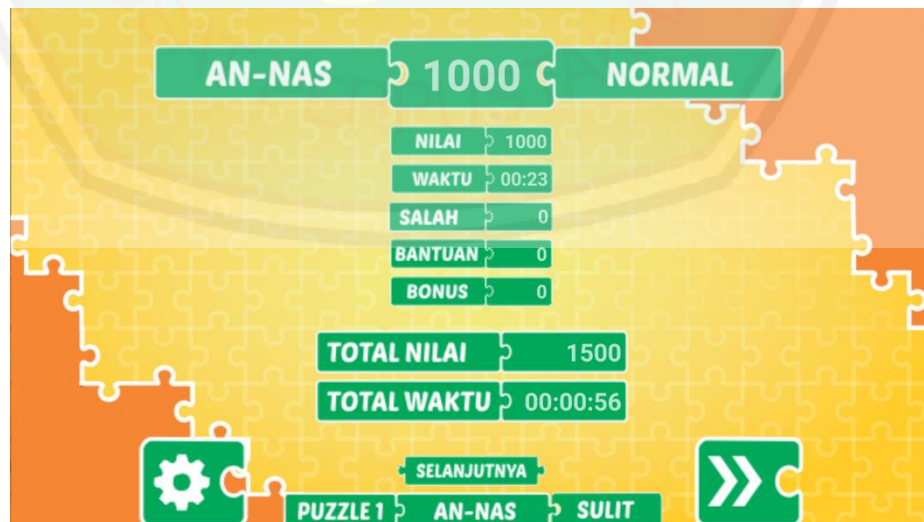 AN-NAS 1000 NORMAL
NILAI 1000
WAKTU 00:23
SALAH 0
BANTUAN 0
BONUS 0
TOTAL NILAI 1500
TOTAL WAKTU 00:00:56
SELANJUTNYA
PUZZLE 1 AN-NAS SULIT